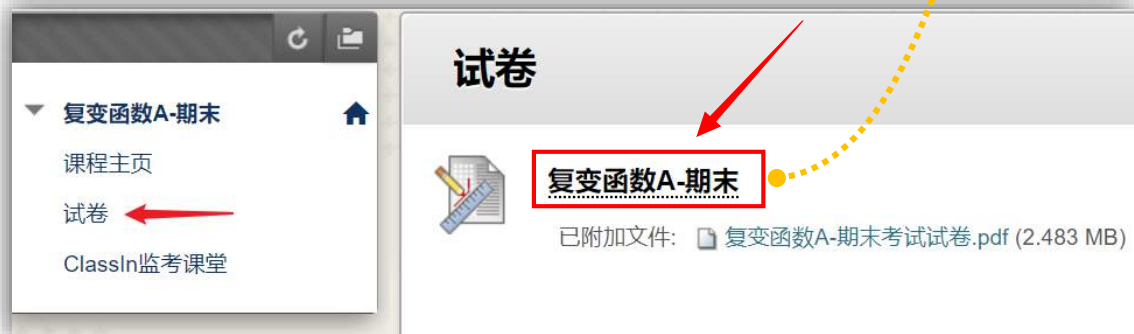 复变函数A-期末
课程主页
试卷
ClassIn监考课堂
试卷
复变函数A-期末
已附加文件: 复变函数A-期末考试试卷.pdf (2.483 MB)